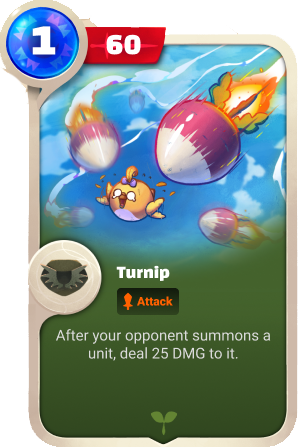 1
60
Turnip
Attack
After your opponent summons a
unit, deal 25 DMG to it.